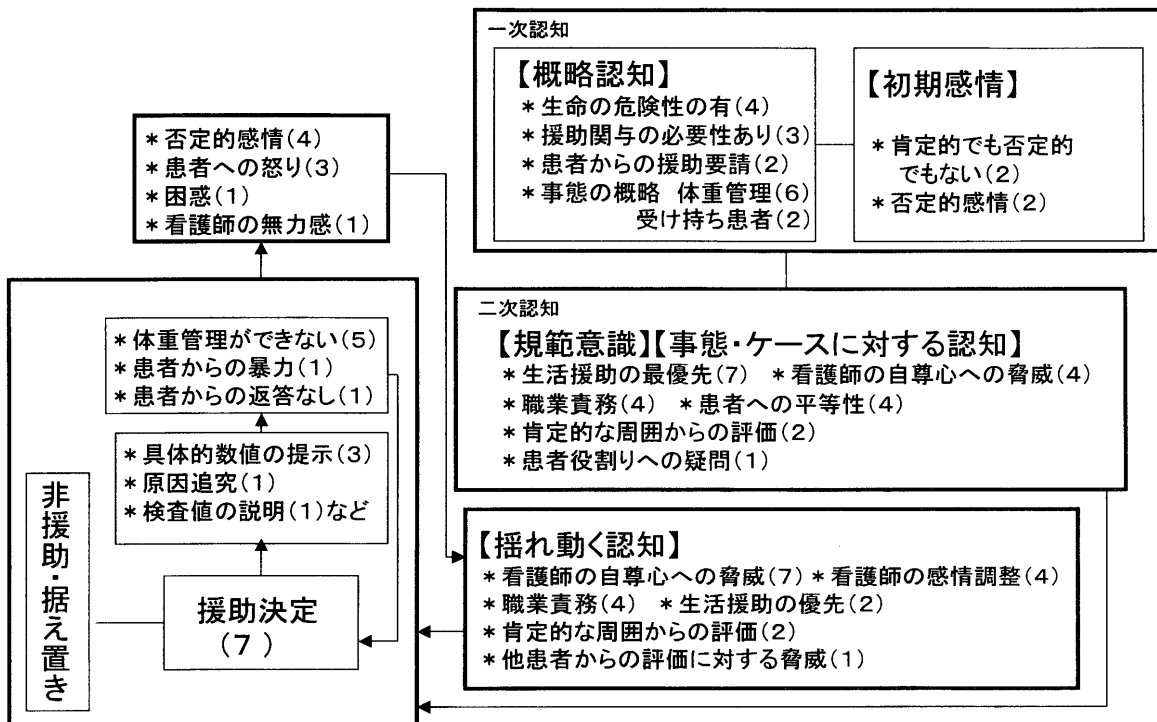 一次認知
【概略認知】
＊生命の危険性の有（4）
＊援助関与の必要性あり（3）
＊患者からの援助要請（2）
＊事態の概略 体重管理（6）
受け持ち患者（2）
【初期感情】
＊肯定的でも否定的
でもない（2）
＊否定的感情（2）
＊否定的感情（4）
＊患者への怒り（3）
＊困惑（1）
＊看護師の無力感（1）
二次認知
【規範意識】【事態・ケースに対する認知】
＊生活援助の最優先（7） ＊看護師の自尊心への脅威（4）
＊職業責務（4） ＊患者への平等性（4）
＊肯定的な周囲からの評価（2）
＊患者役割りへの疑問（1）
＊体重管理ができない（5）
＊患者からの暴力（1）
＊患者からの返答なし（1）
＊具体的数値の提示（3）
＊原因追究（1）
＊検査値の説明（1）など
非援助・据え置き
援助決定
（7）
【揺れ動く認知】
＊看護師の自尊心への脅威（7）＊看護師の感情調整（4）
＊職業責務（4） ＊生活援助の優先（2）
＊肯定的な周囲からの評価（2）
＊他患者からの評価に対する脅威（1）